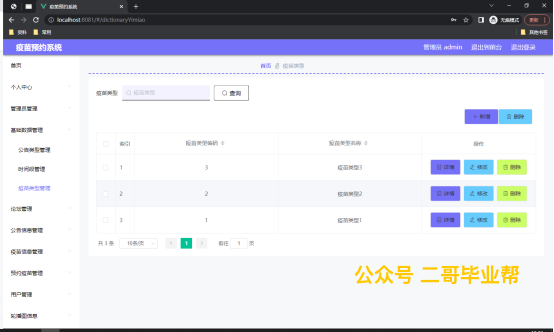 疫苗预约系统
localhost:8081/#/dictionaryYimiao
无痕模式
更新
资料 常用 其他书签
疫苗预约系统 管理员 admin 退出到前台 退出登录
首页
个人中心
管理员管理
基础数据管理
公告类型管理
时间段管理
疫苗类型管理
论坛管理
公告信息管理
疫苗信息管理
预约疫苗管理
用户管理
轮播图信息
首页 疫苗类型
疫苗类型 疫苗类型 查询
新增 删除
索引 疫苗类型编码 疫苗类型名称 操作
1 3 疫苗类型3 详情 修改 删除
2 2 疫苗类型2 详情 修改 删除
3 1 疫苗类型1 详情 修改 删除
共 3 条 10条/页 1 前往 1 页
公众号 二哥毕业帮